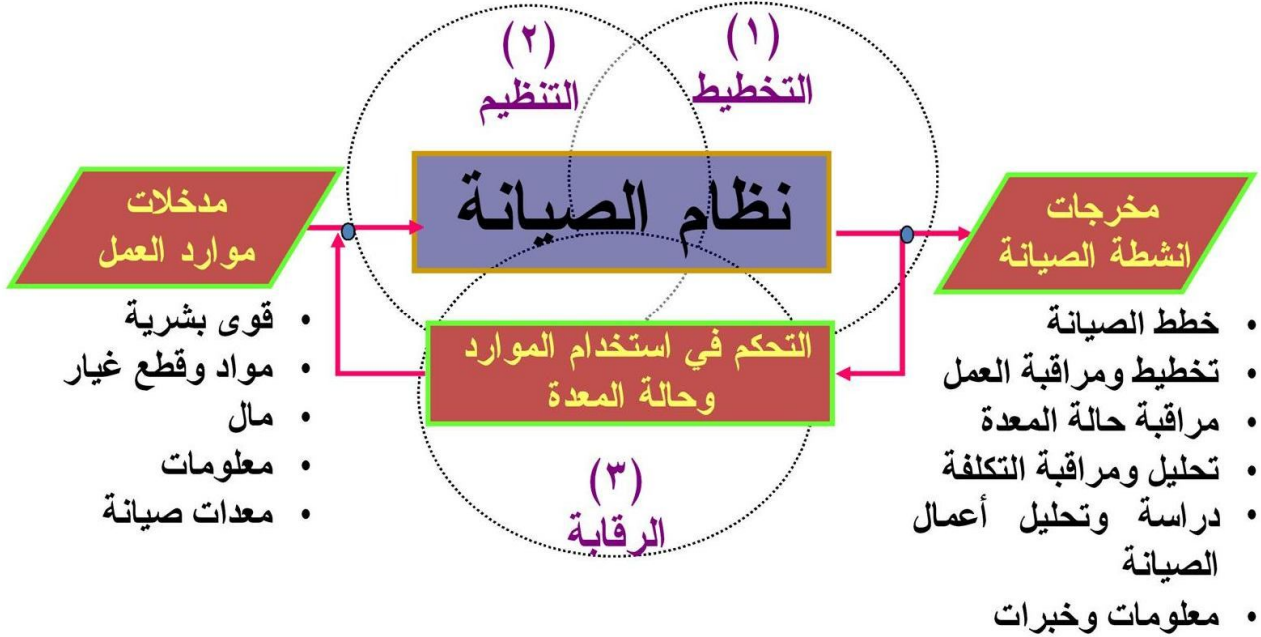 (١)
التخطيط
(٢)
التنظيم
نظام الصيانة
مدخلات
موارد العمل
• قوى بشرية
• مواد وقطع غيار
• مال
• معلومات
• معدات صيانة
التحكم في استخدام الموارد
وحالة المعدة
(٣)
الرقابة
مخرجات
انشطة الصيانة
• خطط الصيانة
• تخطيط ومراقبة العمل
• مراقبة حالة المعدة
• تحليل ومراقبة التكلفة
• دراسة وتحليل أعمال
الصيانة
• معلومات وخبرات